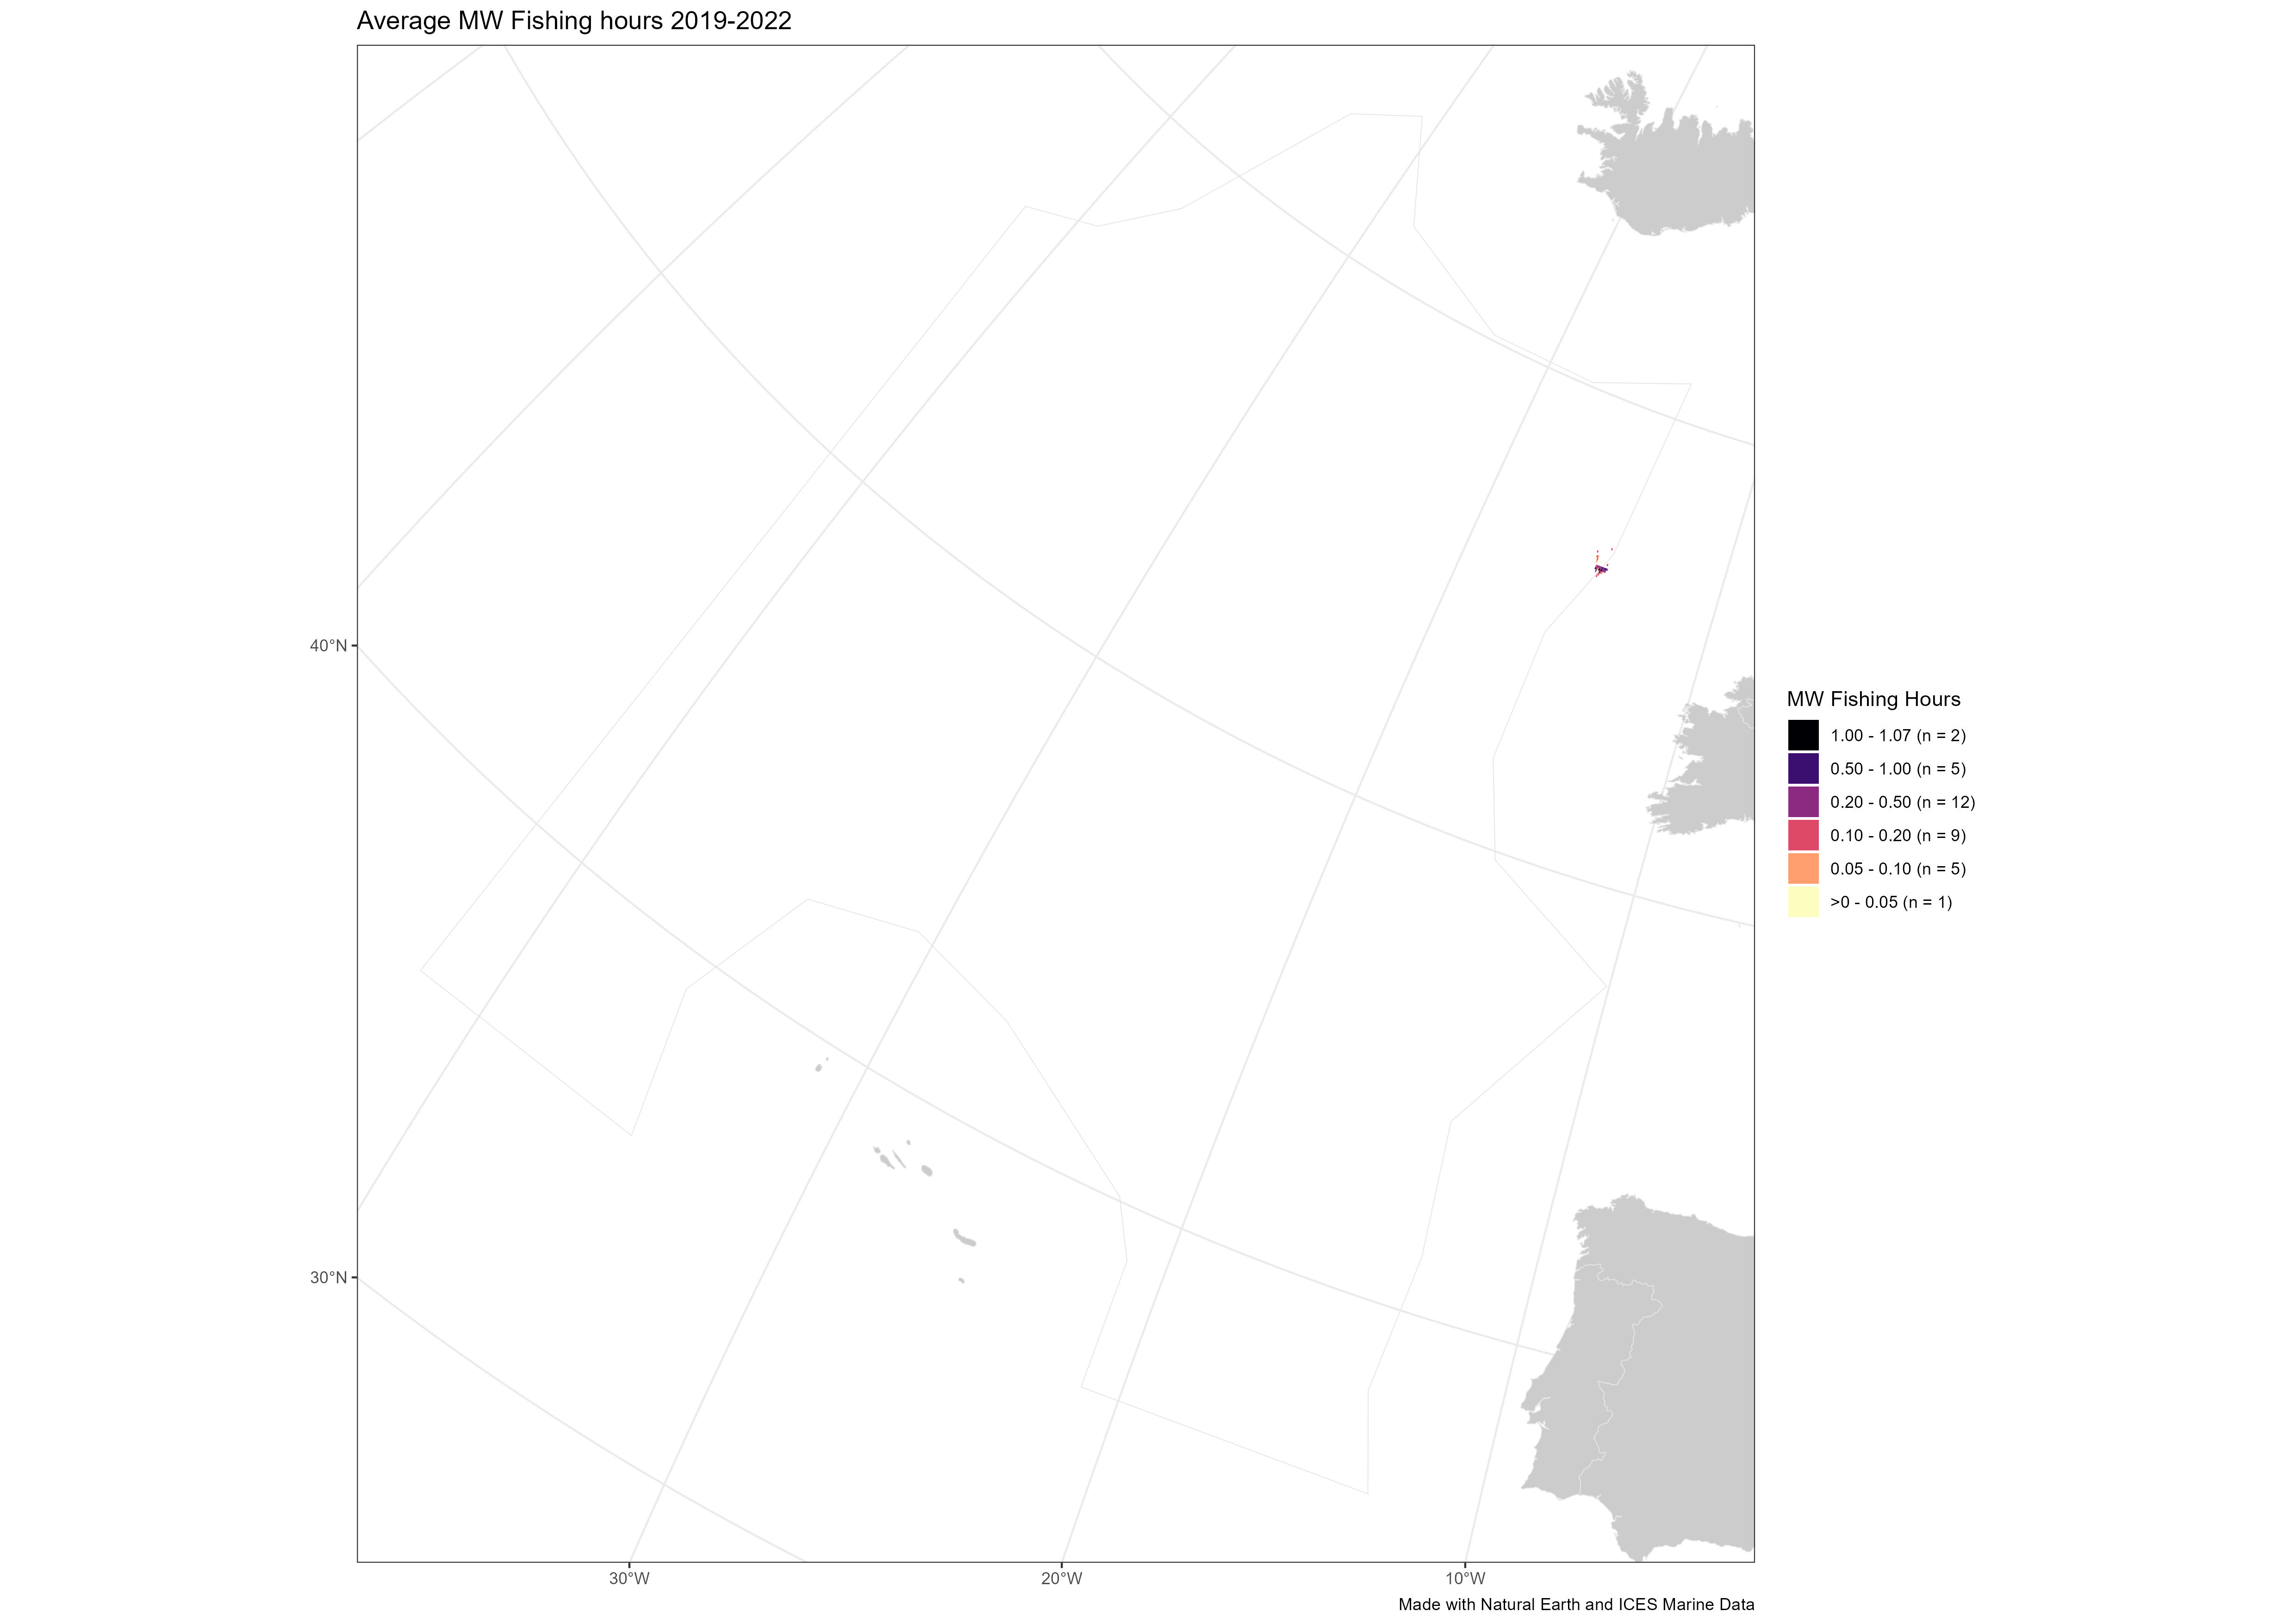 Average MW Fishing hours 2019-2022
40°N
30°N
30°W
20°W
10°W
MW Fishing Hours
1.00 - 1.07 (n = 2)
0.50 - 1.00 (n = 5)
0.20 - 0.50 (n = 12)
0.10 - 0.20 (n = 9)
0.05 - 0.10 (n = 5)
>0 - 0.05 (n = 1)
Made with Natural Earth and ICES Marine Data